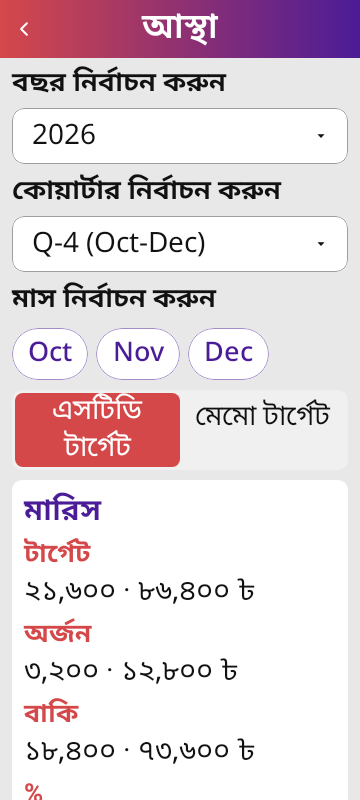 আস্থা
বছর নির্বাচন করুন
2026
কোয়ার্টার নির্বাচন করুন
Q-4 (Oct-Dec)
মাস নির্বাচন করুন
Oct Nov Dec
এসটিডি
টার্গেট
মেমো টার্গেট
মারিস
টার্গেট
২১,৬০০ · ৮৬,৪০০ ৳
অর্জন
৩,২০০ · ১২,৮০০ ৳
বাকি
১৮,৪০০ · ৭৩,৬০০ ৳
%